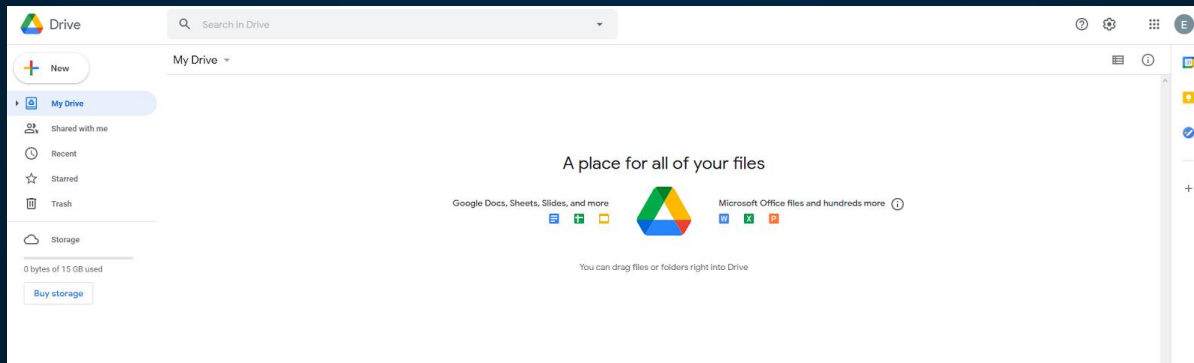 Drive
Search in Drive
E
New
My Drive
My Drive
Shared with me
Recent
Starred
Trash
Storage
0 bytes of 15 GB used
Buy storage
A place for all of your files
Google Docs, Sheets, Slides, and more
Microsoft Office files and hundreds more
W X P
You can drag files or folders right into Drive